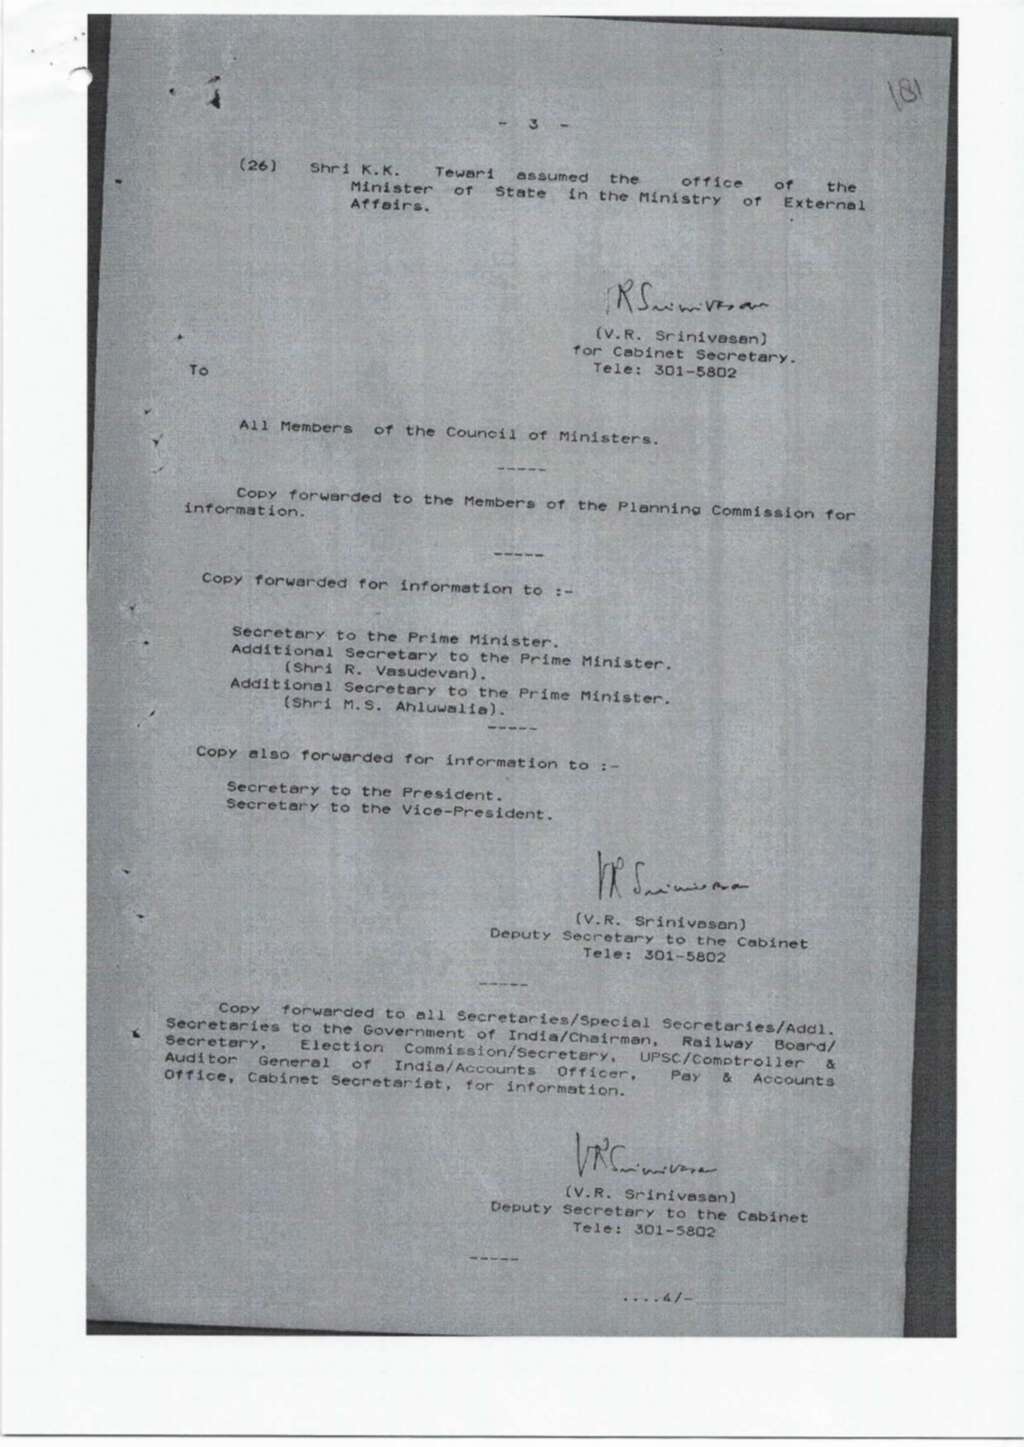 181
- 3 -
(26) Shri K.K. Tewari assumed the office of the
Minister of State in the Ministry of External
Affairs.
VR Srinivasan
(V.R. Srinivasan)
for Cabinet Secretary.
Tele: 301-5802
To
All Members of the Council of Ministers.
-----
Copy forwarded to the Members of the Planning Commission for
information.
-----
Copy forwarded for information to :-
Secretary to the Prime Minister.
Additional Secretary to the Prime Minister.
(Shri R. Vasudevan).
Additional Secretary to the Prime Minister.
(Shri M.S. Ahluwalia).
-----
Copy also forwarded for information to :-
Secretary to the President.
Secretary to the Vice-President.
VR Srinivasan
(V.R. Srinivasan)
Deputy Secretary to the Cabinet
Tele: 301-5802
-----
Copy forwarded to all Secretaries/Special Secretaries/Addl.
Secretaries to the Government of India/Chairman, Railway Board/
Secretary, Election Commission/Secretary, UPSC/Comptroller &
Auditor General of India/Accounts Officer, Pay & Accounts
Office, Cabinet Secretariat, for information.
VR Srinivasan
(V.R. Srinivasan)
Deputy Secretary to the Cabinet
Tele: 301-5802
-----
....4/-